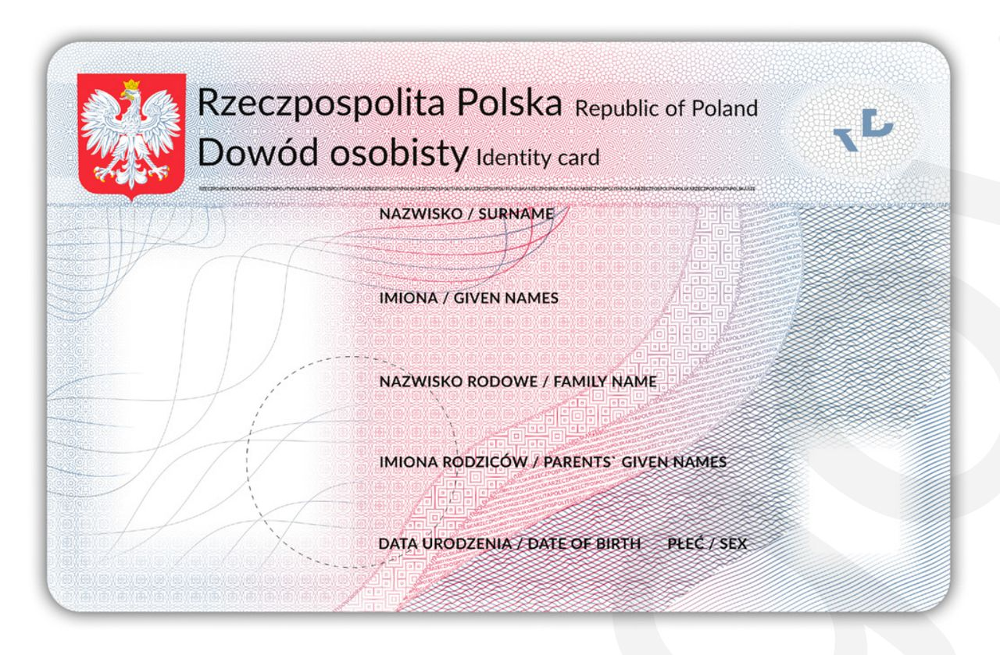 Rzeczpospolita Polska Republic of Poland
Dowód osobisty Identity card
NAZWISKO / SURNAME
IMIONA / GIVEN NAMES
NAZWISKO RODOWE / FAMILY NAME
IMIONA RODZICÓW / PARENTS` GIVEN NAMES
DATA URODZENIA / DATE OF BIRTH PŁEĆ / SEX